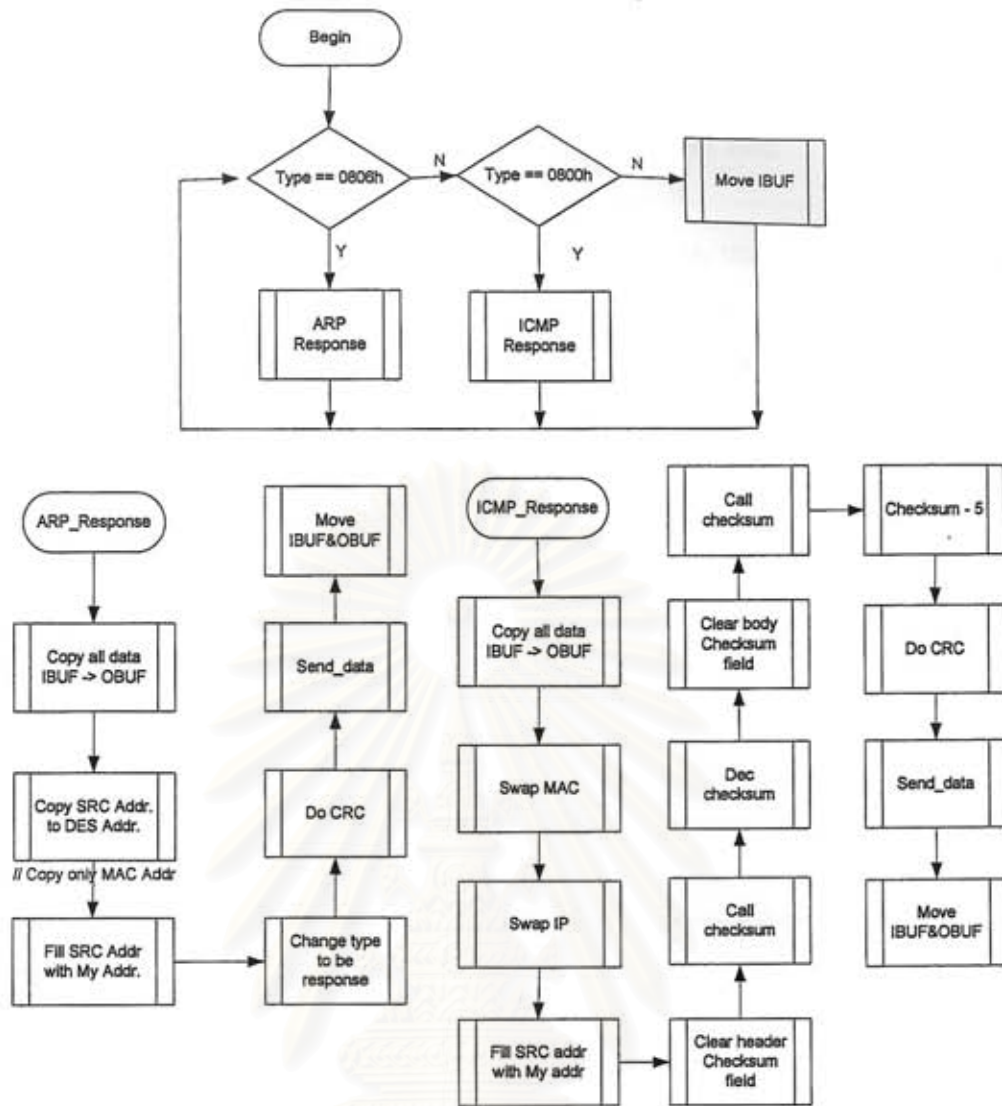 Begin
Type == 0806h
N
Type == 0800h
N
Move IBUF
Y
Y
ARP
Response
ICMP
Response
ARP_Response
Copy all data
IBUF -> OBUF
Copy SRC Addr.
to DES Addr.
// Copy only MAC Addr
Fill SRC Addr
with My Addr.
Change type
to be
response
Do CRC
Send_data
Move
IBUF&OBUF
ICMP_Response
Copy all data
IBUF -> OBUF
Swap MAC
Swap IP
Fill SRC addr
with My addr
Clear header
Checksum
field
Call
checksum
Dec
checksum
Clear body
Checksum
field
Call
checksum
Checksum - 5
Do CRC
Send_data
Move
IBUF&OBUF